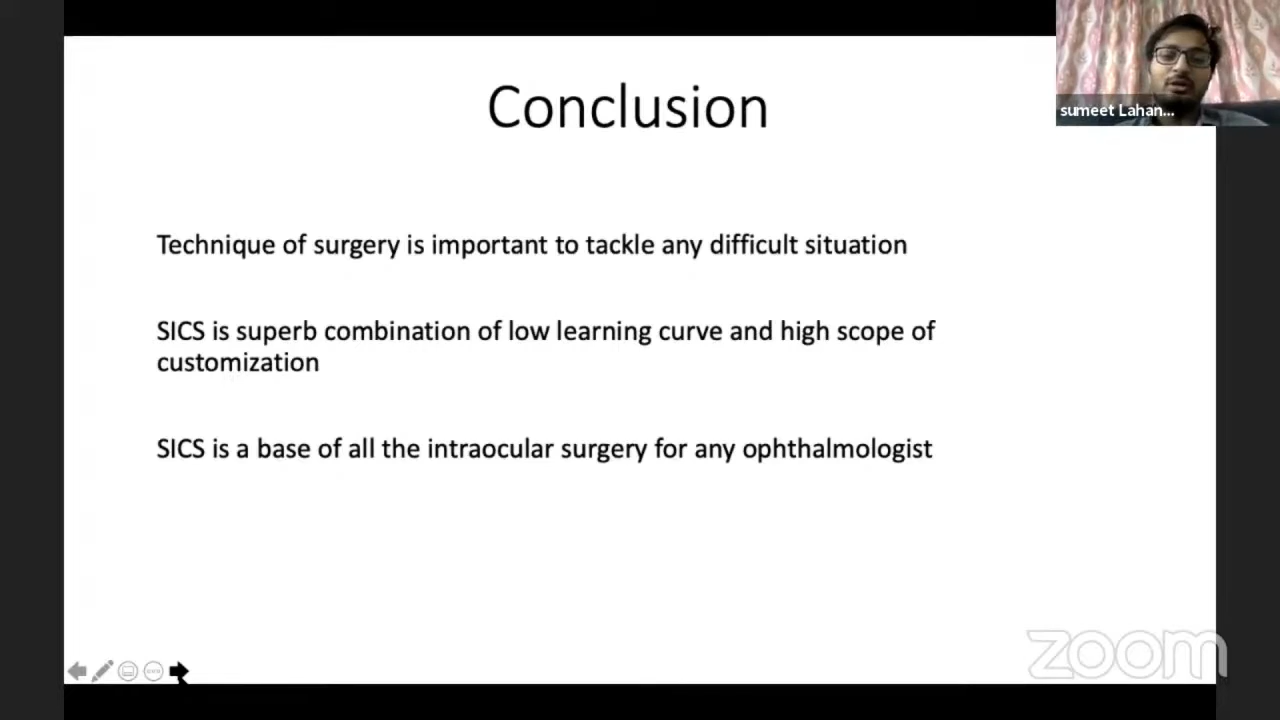 Conclusion
sumeet Lahan...
Technique of surgery is important to tackle any difficult situation
SICS is superb combination of low learning curve and high scope of
customization
SICS is a base of all the intraocular surgery for any ophthalmologist
zoom